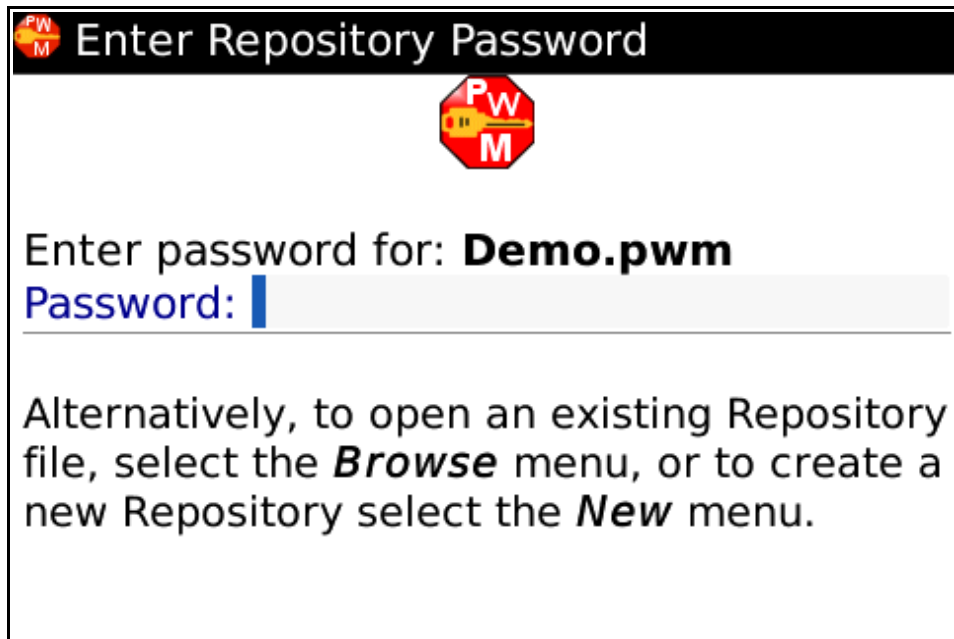 PW
M
Enter Repository Password
PW
M
Enter password for: Demo.pwm
Password:
Alternatively, to open an existing Repository
file, select the Browse menu, or to create a
new Repository select the New menu.